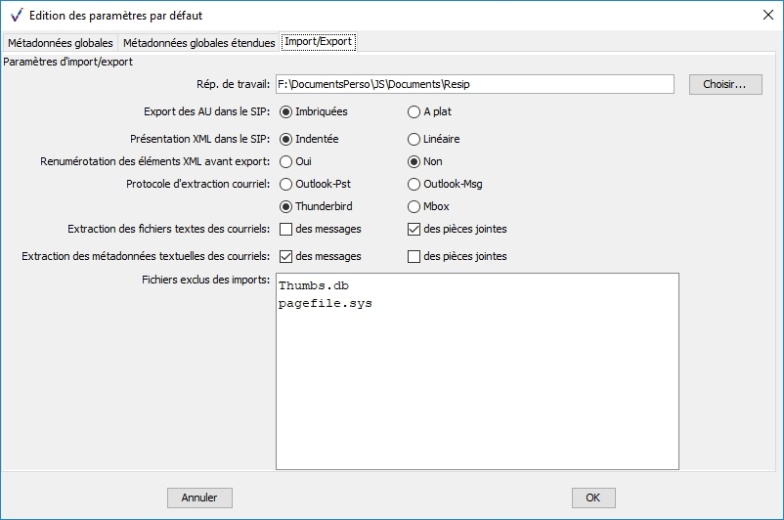 Edition des paramètres par défaut
Métadonnées globales Métadonnées globales étendues Import/Export
Paramètres d'import/export
Rép. de travail: F:\DocumentsPerso\JS\Documents\Resip Choisir...
Export des AU dans le SIP: Imbriquées A plat
Présentation XML dans le SIP: Indentée Linéaire
Renumérotation des éléments XML avant export: Oui Non
Protocole d'extraction courriel: Outlook-Pst Outlook-Msg
Thunderbird Mbox
Extraction des fichiers textes des courriels: des messages des pièces jointes
Extraction des métadonnées textuelles des courriels: des messages des pièces jointes
Fichiers exclus des imports:
Thumbs.db
pagefile.sys
Annuler OK